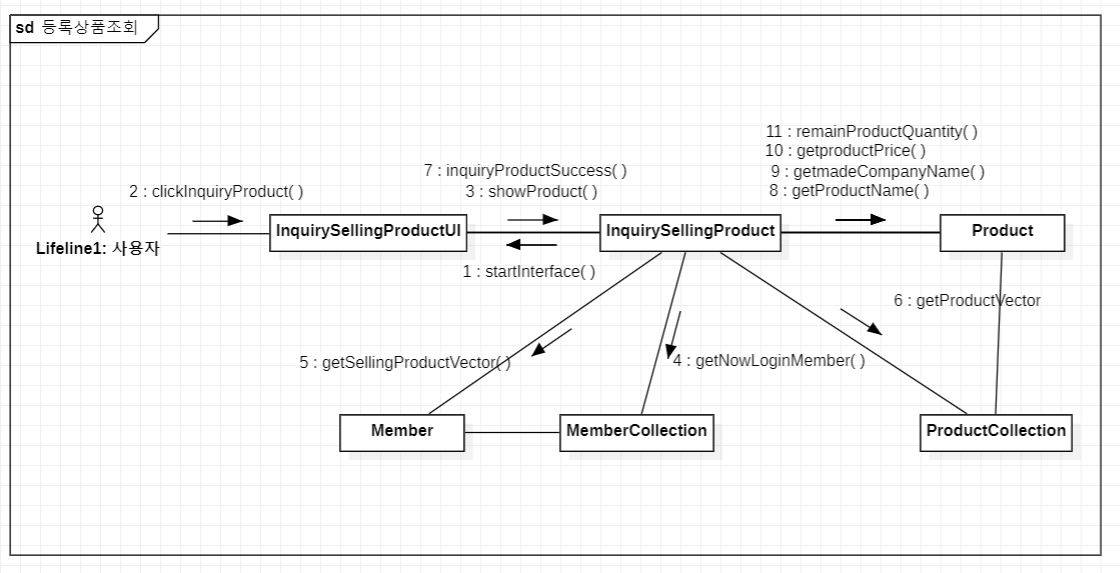 sd 등록상품조회
11 : remainProductQuantity( )
10 : getproductPrice( )
9 : getmadeCompanyName( )
8 : getProductName( )
7 : inquiryProductSuccess( )
3 : showProduct( )
2 : clickInquiryProduct( )
Lifeline1: 사용자
InquirySellingProductUI
InquirySellingProduct
Product
1 : startInterface( )
6 : getProductVector
5 : getSellingProductVector( )
4 : getNowLoginMember( )
Member
MemberCollection
ProductCollection